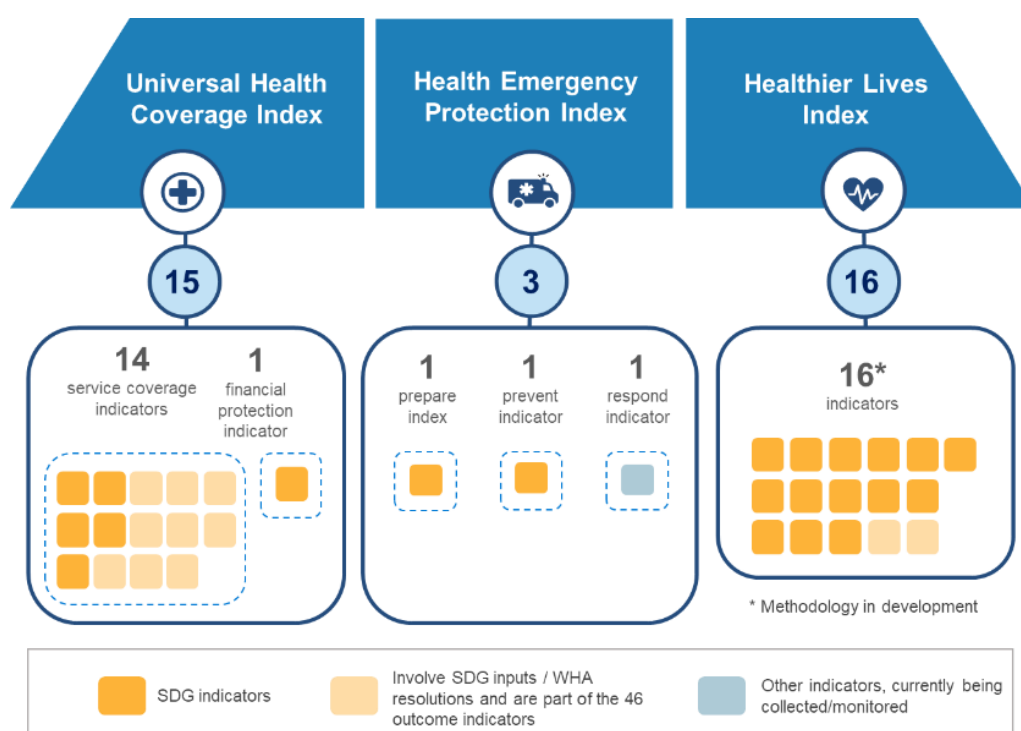 Universal Health
Coverage Index
Health Emergency
Protection Index
Healthier Lives
Index
15
3
16
14
service coverage
indicators
1
financial
protection
indicator
1
prepare
index
1
prevent
indicator
1
respond
indicator
16*
indicators
* Methodology in development
SDG indicators
Involve SDG inputs / WHA
resolutions and are part of the 46
outcome indicators
Other indicators, currently being
collected/monitored